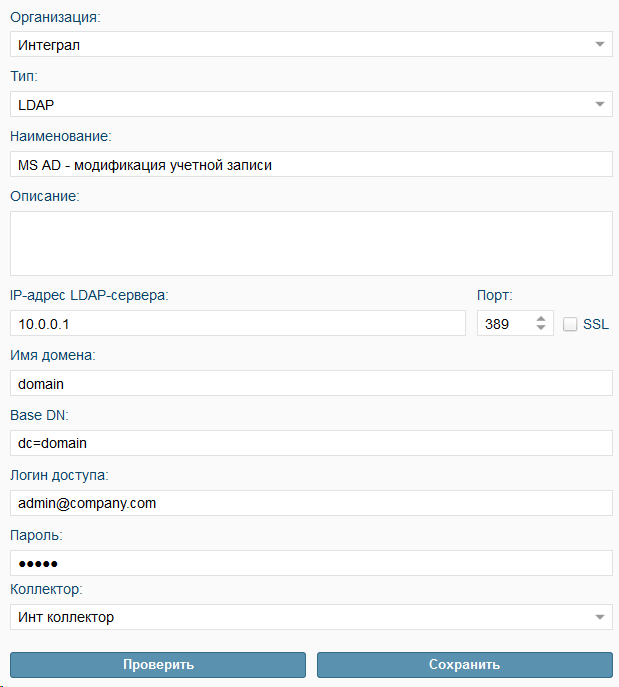 Организация:
Интеграл
Тип:
LDAP
Наименование:
MS AD - модификация учетной записи
Описание:
IP-адрес LDAP-сервера: Порт:
10.0.0.1 389 SSL
Имя домена:
domain
Base DN:
dc=domain
Логин доступа:
admin@company.com
Пароль:
●●●●●
Коллектор:
Инт коллектор
Проверить Сохранить